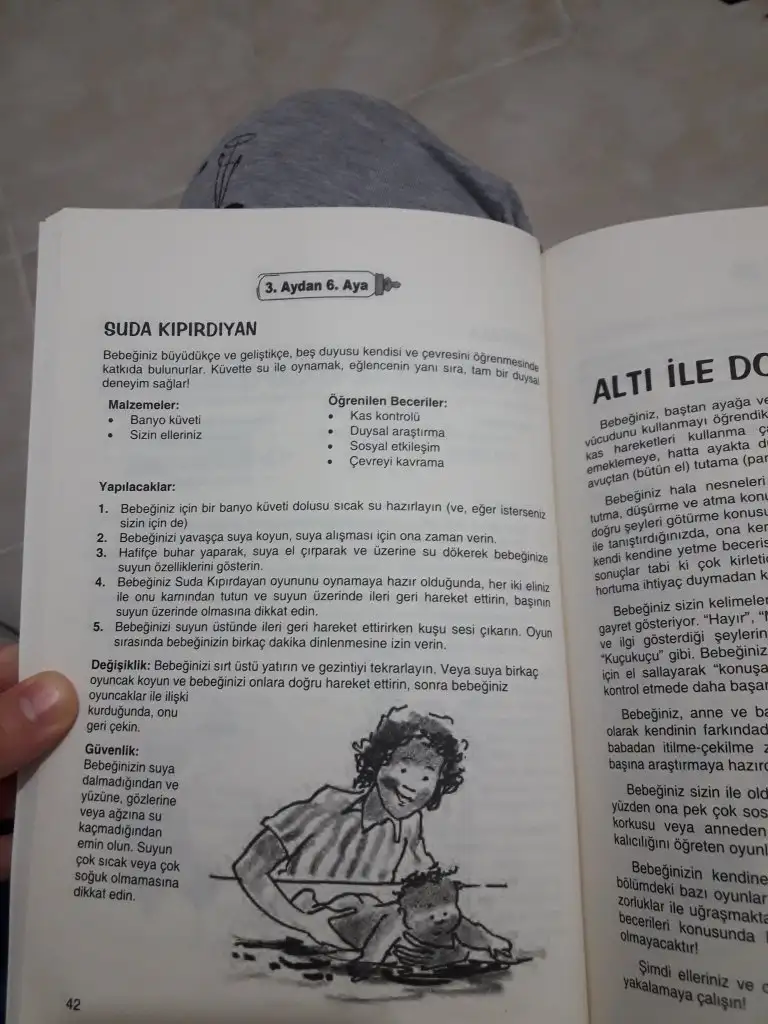 3. Aydan 6. Aya
SUDA KIPIRDIYAN
Bebeğiniz büyüdükçe ve geliştikçe, beş duyusu kendisi ve çevresini öğrenmesinde
katkıda bulunurlar. Küvette su ile oynamak, eğlencenin yanı sıra, tam bir duysal
deneyim sağlar!
Malzemeler:
• Banyo küveti
• Sizin elleriniz
Öğrenilen Beceriler:
• Kas kontrolü
• Duysal araştırma
• Sosyal etkileşim
• Çevreyi kavrama
Yapılacaklar:
1. Bebeğiniz için bir banyo küveti dolusu sıcak su hazırlayın (ve, eğer isterseniz
sizin için de)
2. Bebeğinizi yavaşça suya koyun, suya alışması için ona zaman verin.
3. Hafifçe buhar yaparak, suya el çırparak ve üzerine su dökerek bebeğinize
suyun özelliklerini gösterin.
4. Bebeğiniz Suda Kıpırdayan oyununu oynamaya hazır olduğunda, her iki eliniz
ile onu karnından tutun ve suyun üzerinde ileri geri hareket ettirin, başının
suyun üzerinde olmasına dikkat edin.
5. Bebeğinizi suyun üstünde ileri geri hareket ettirirken kuşu sesi çıkarın. Oyun
sırasında bebeğinizin birkaç dakika dinlenmesine izin verin.
Değişiklik: Bebeğinizi sırt üstü yatırın ve gezintiyi tekrarlayın, Veya suya birkaç
oyuncak koyun ve bebeğinizi onlara doğru hareket ettirin, sonra bebeğiniz
oyuncaklar ile ilişki
kurduğunda, onu
geri çekin.
Güvenlik:
Bebeğinizin suya
dalmadığından ve
yüzüne, gözlerine
veya ağzına su
kaçmadığından
emin olun. Suyun
çok sıcak veya çok
soğuk olmamasına
dikkat edin.
42
ALTI İLE DO
Bebeğiniz, baştan ayağa ve
vücudunu kullanmayı öğrendik
kas hareketleri kullanma
emeklemeye, hatta ayakta
avuçtan (bütün el) tutama (par
Bebeğiniz hala nesneleri
tutma, düşürme ve atma konu
doğru şeyleri götürme konusu
ile tanıştırdığınızda, ona ker
kendi kendine yetme beceris
sonuçlar tabi ki çok kirletic
hortuma ihtiyaç duymadan k
Bebeğiniz sizin kelimeler
gayret gösteriyor. “Hayır”,
ve ilgi gösterdiği şeylerin
“Kuçukuçu” gibi. Bebeğiniz
için el sallayarak “konuşa
kontrol etmede daha başar
Bebeğiniz, anne ve ba
olarak kendinin farkındad
babadan itilme-çekilme
başına araştırmaya hazırd
Bebeğiniz sizin ile old
yüzden ona pek çok sos
korkusu veya anneden
kalıcılığını öğreten oyunl
Bebeğinizin kendine
bölümdeki bazı oyunlar
zorluklar ile uğraşmakta
becerileri konusunda
olmayacaktır!
Şimdi elleriniz ve
yakalamaya çalışın!